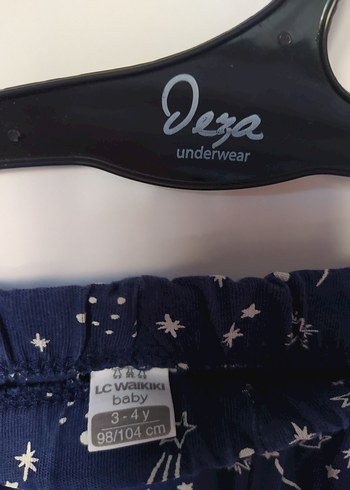 Deza
underwear
LC WAIKIKI
baby
3 - 4 y
98/104 cm